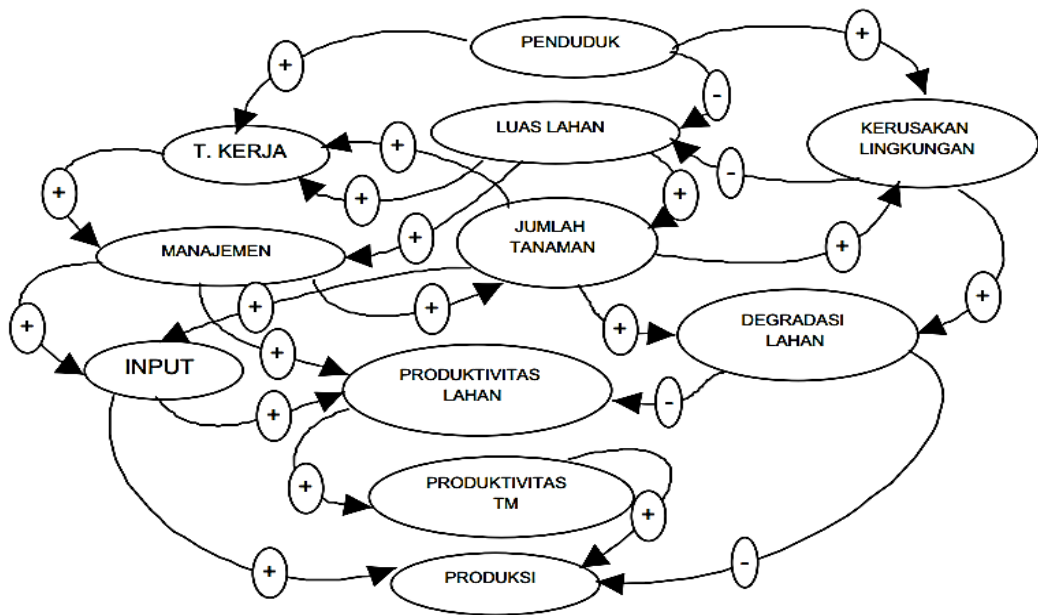 PENDUDUK
+
+
-
LUAS LAHAN
KERUSAKAN
LINGKUNGAN
T. KERJA
+
-
+
+
+
JUMLAH
TANAMAN
+
+
MANAJEMEN
+
+
+
+
DEGRADASI
LAHAN
+
+
+
INPUT
PRODUKTIVITAS
LAHAN
-
+
+
PRODUKTIVITAS
TM
+
+
-
PRODUKSI